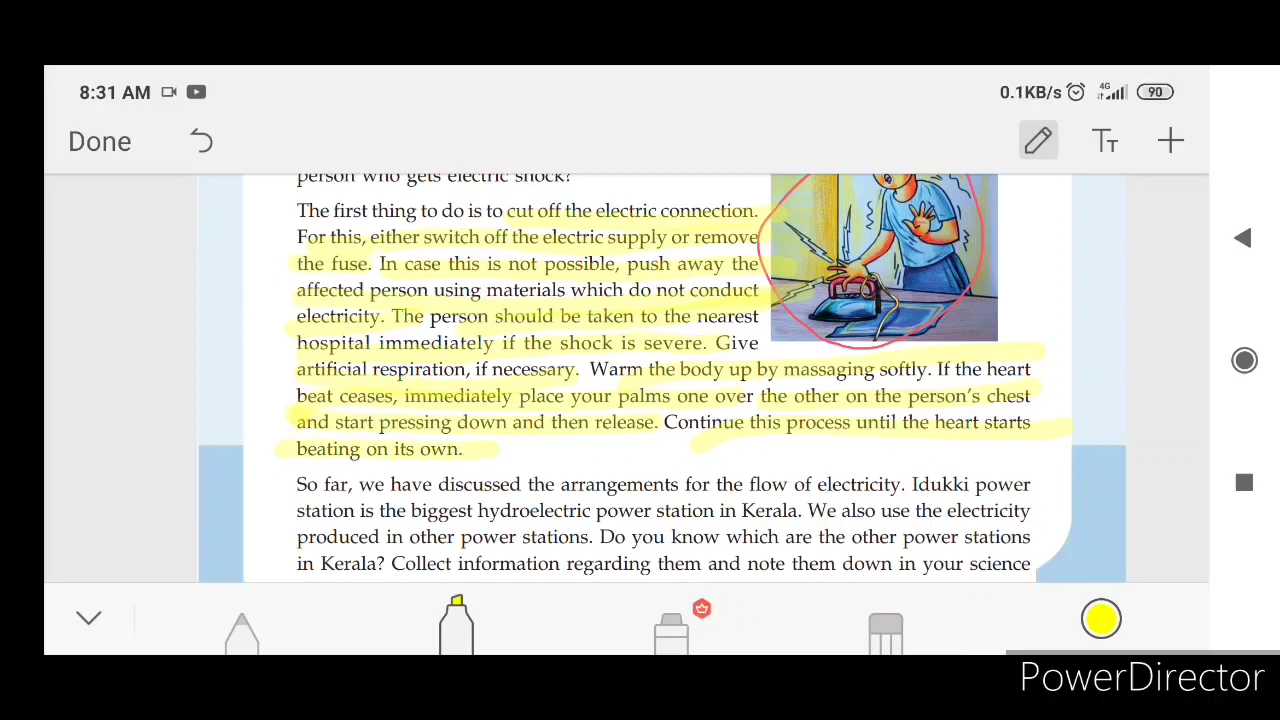 8:31 AM
0.1KB/s 4G 90
Done
person who gets electric shock?
The first thing to do is to cut off the electric connection.
For this, either switch off the electric supply or remove
the fuse. In case this is not possible, push away the
affected person using materials which do not conduct
electricity. The person should be taken to the nearest
hospital immediately if the shock is severe. Give
artificial respiration, if necessary. Warm the body up by massaging softly. If the heart
beat ceases, immediately place your palms one over the other on the person's chest
and start pressing down and then release. Continue this process until the heart starts
beating on its own.
So far, we have discussed the arrangements for the flow of electricity. Idukki power
station is the biggest hydroelectric power station in Kerala. We also use the electricity
produced in other power stations. Do you know which are the other power stations
in Kerala? Collect information regarding them and note them down in your science
PowerDirector